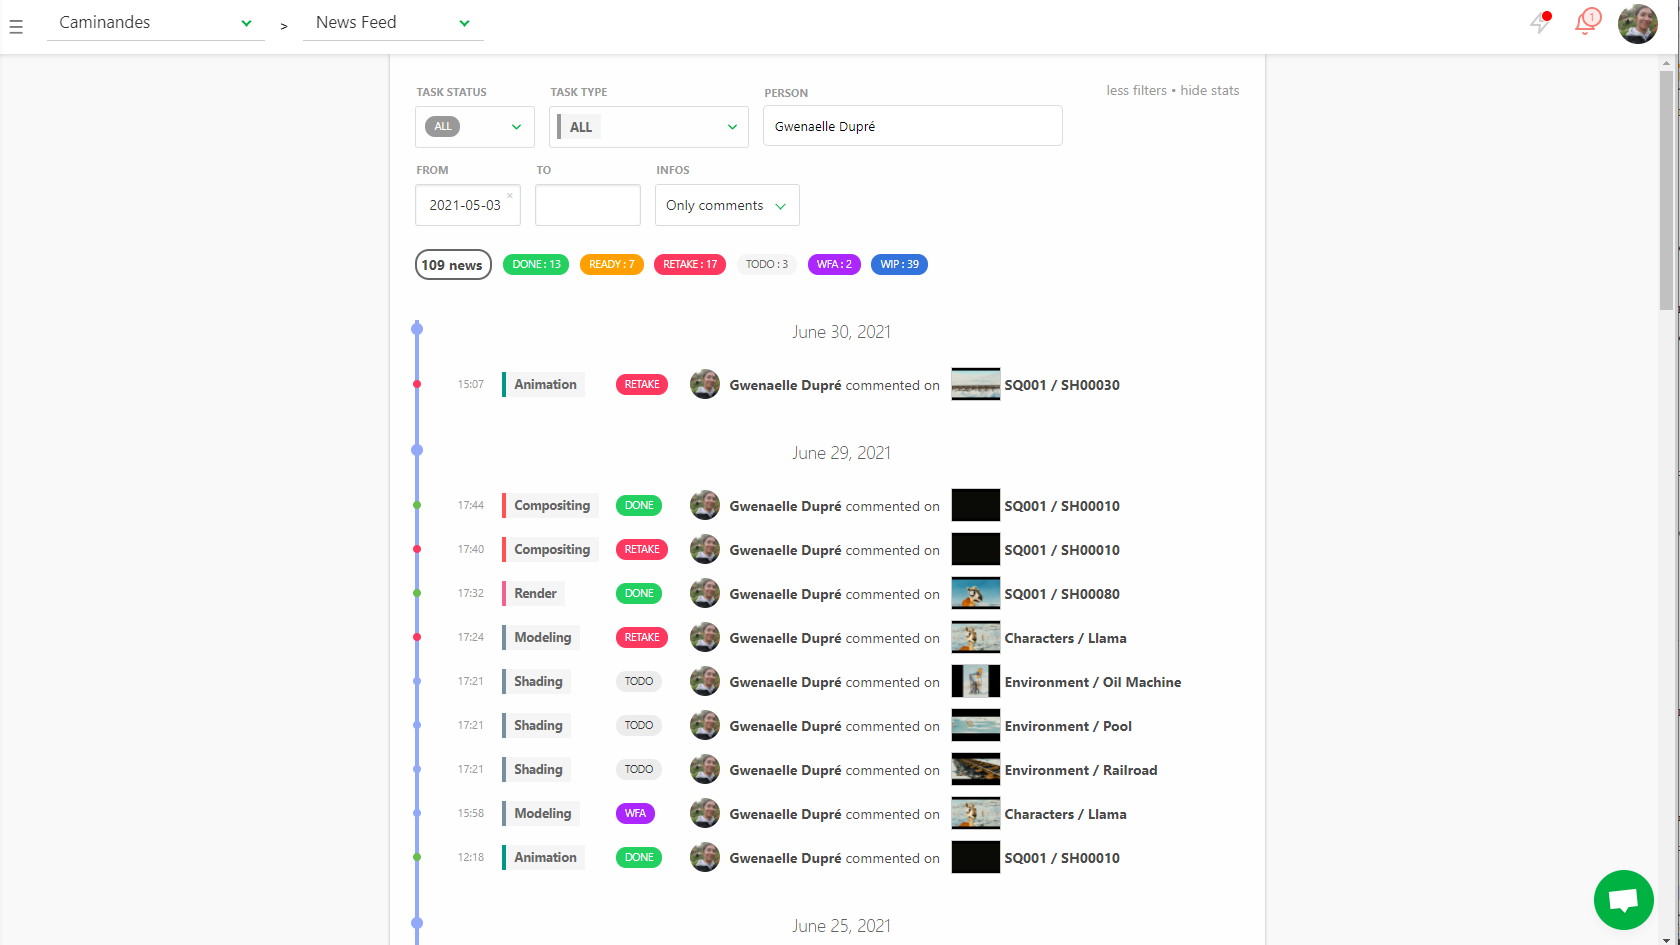 Caminandes > News Feed 1
TASK STATUS TASK TYPE PERSON less filters • hide stats
ALL ALL Gwenaelle Dupré
FROM TO INFOS
2021-05-03 × Only comments
109 news DONE : 13 READY : 7 RETAKE : 17 TODO : 3 WFA : 2 WIP : 39
June 30, 2021
15:07 Animation RETAKE Gwenaelle Dupré commented on SQ001 / SH00030
June 29, 2021
17:44 Compositing DONE Gwenaelle Dupré commented on SQ001 / SH00010
17:40 Compositing RETAKE Gwenaelle Dupré commented on SQ001 / SH00010
17:32 Render DONE Gwenaelle Dupré commented on SQ001 / SH00080
17:24 Modeling RETAKE Gwenaelle Dupré commented on Characters / Llama
17:21 Shading TODO Gwenaelle Dupré commented on Environment / Oil Machine
17:21 Shading TODO Gwenaelle Dupré commented on Environment / Pool
17:21 Shading TODO Gwenaelle Dupré commented on Environment / Railroad
15:58 Modeling WFA Gwenaelle Dupré commented on Characters / Llama
12:18 Animation DONE Gwenaelle Dupré commented on SQ001 / SH00010
June 25, 2021